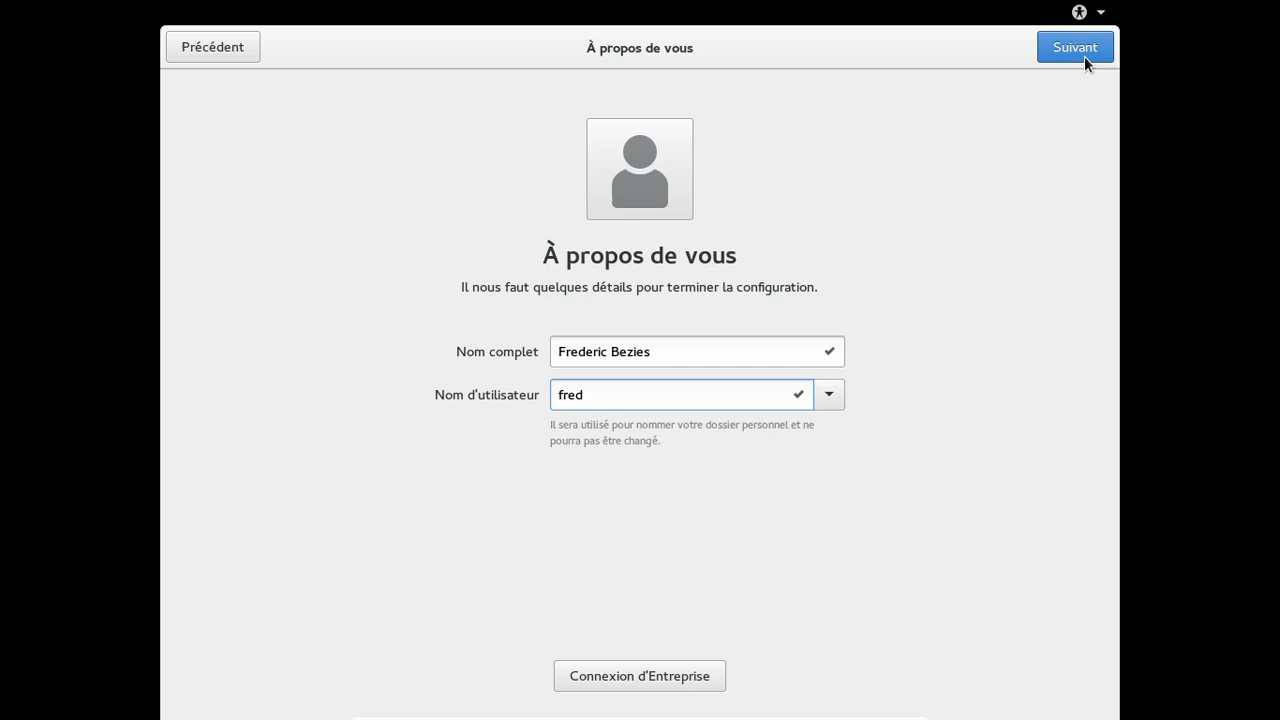 Précédent
À propos de vous
Suivant
À propos de vous
Il nous faut quelques détails pour terminer la configuration.
Nom complet
Frederic Bezies
Nom d'utilisateur
fred
Il sera utilisé pour nommer votre dossier personnel et ne
pourra pas être changé.
Connexion d'Entreprise